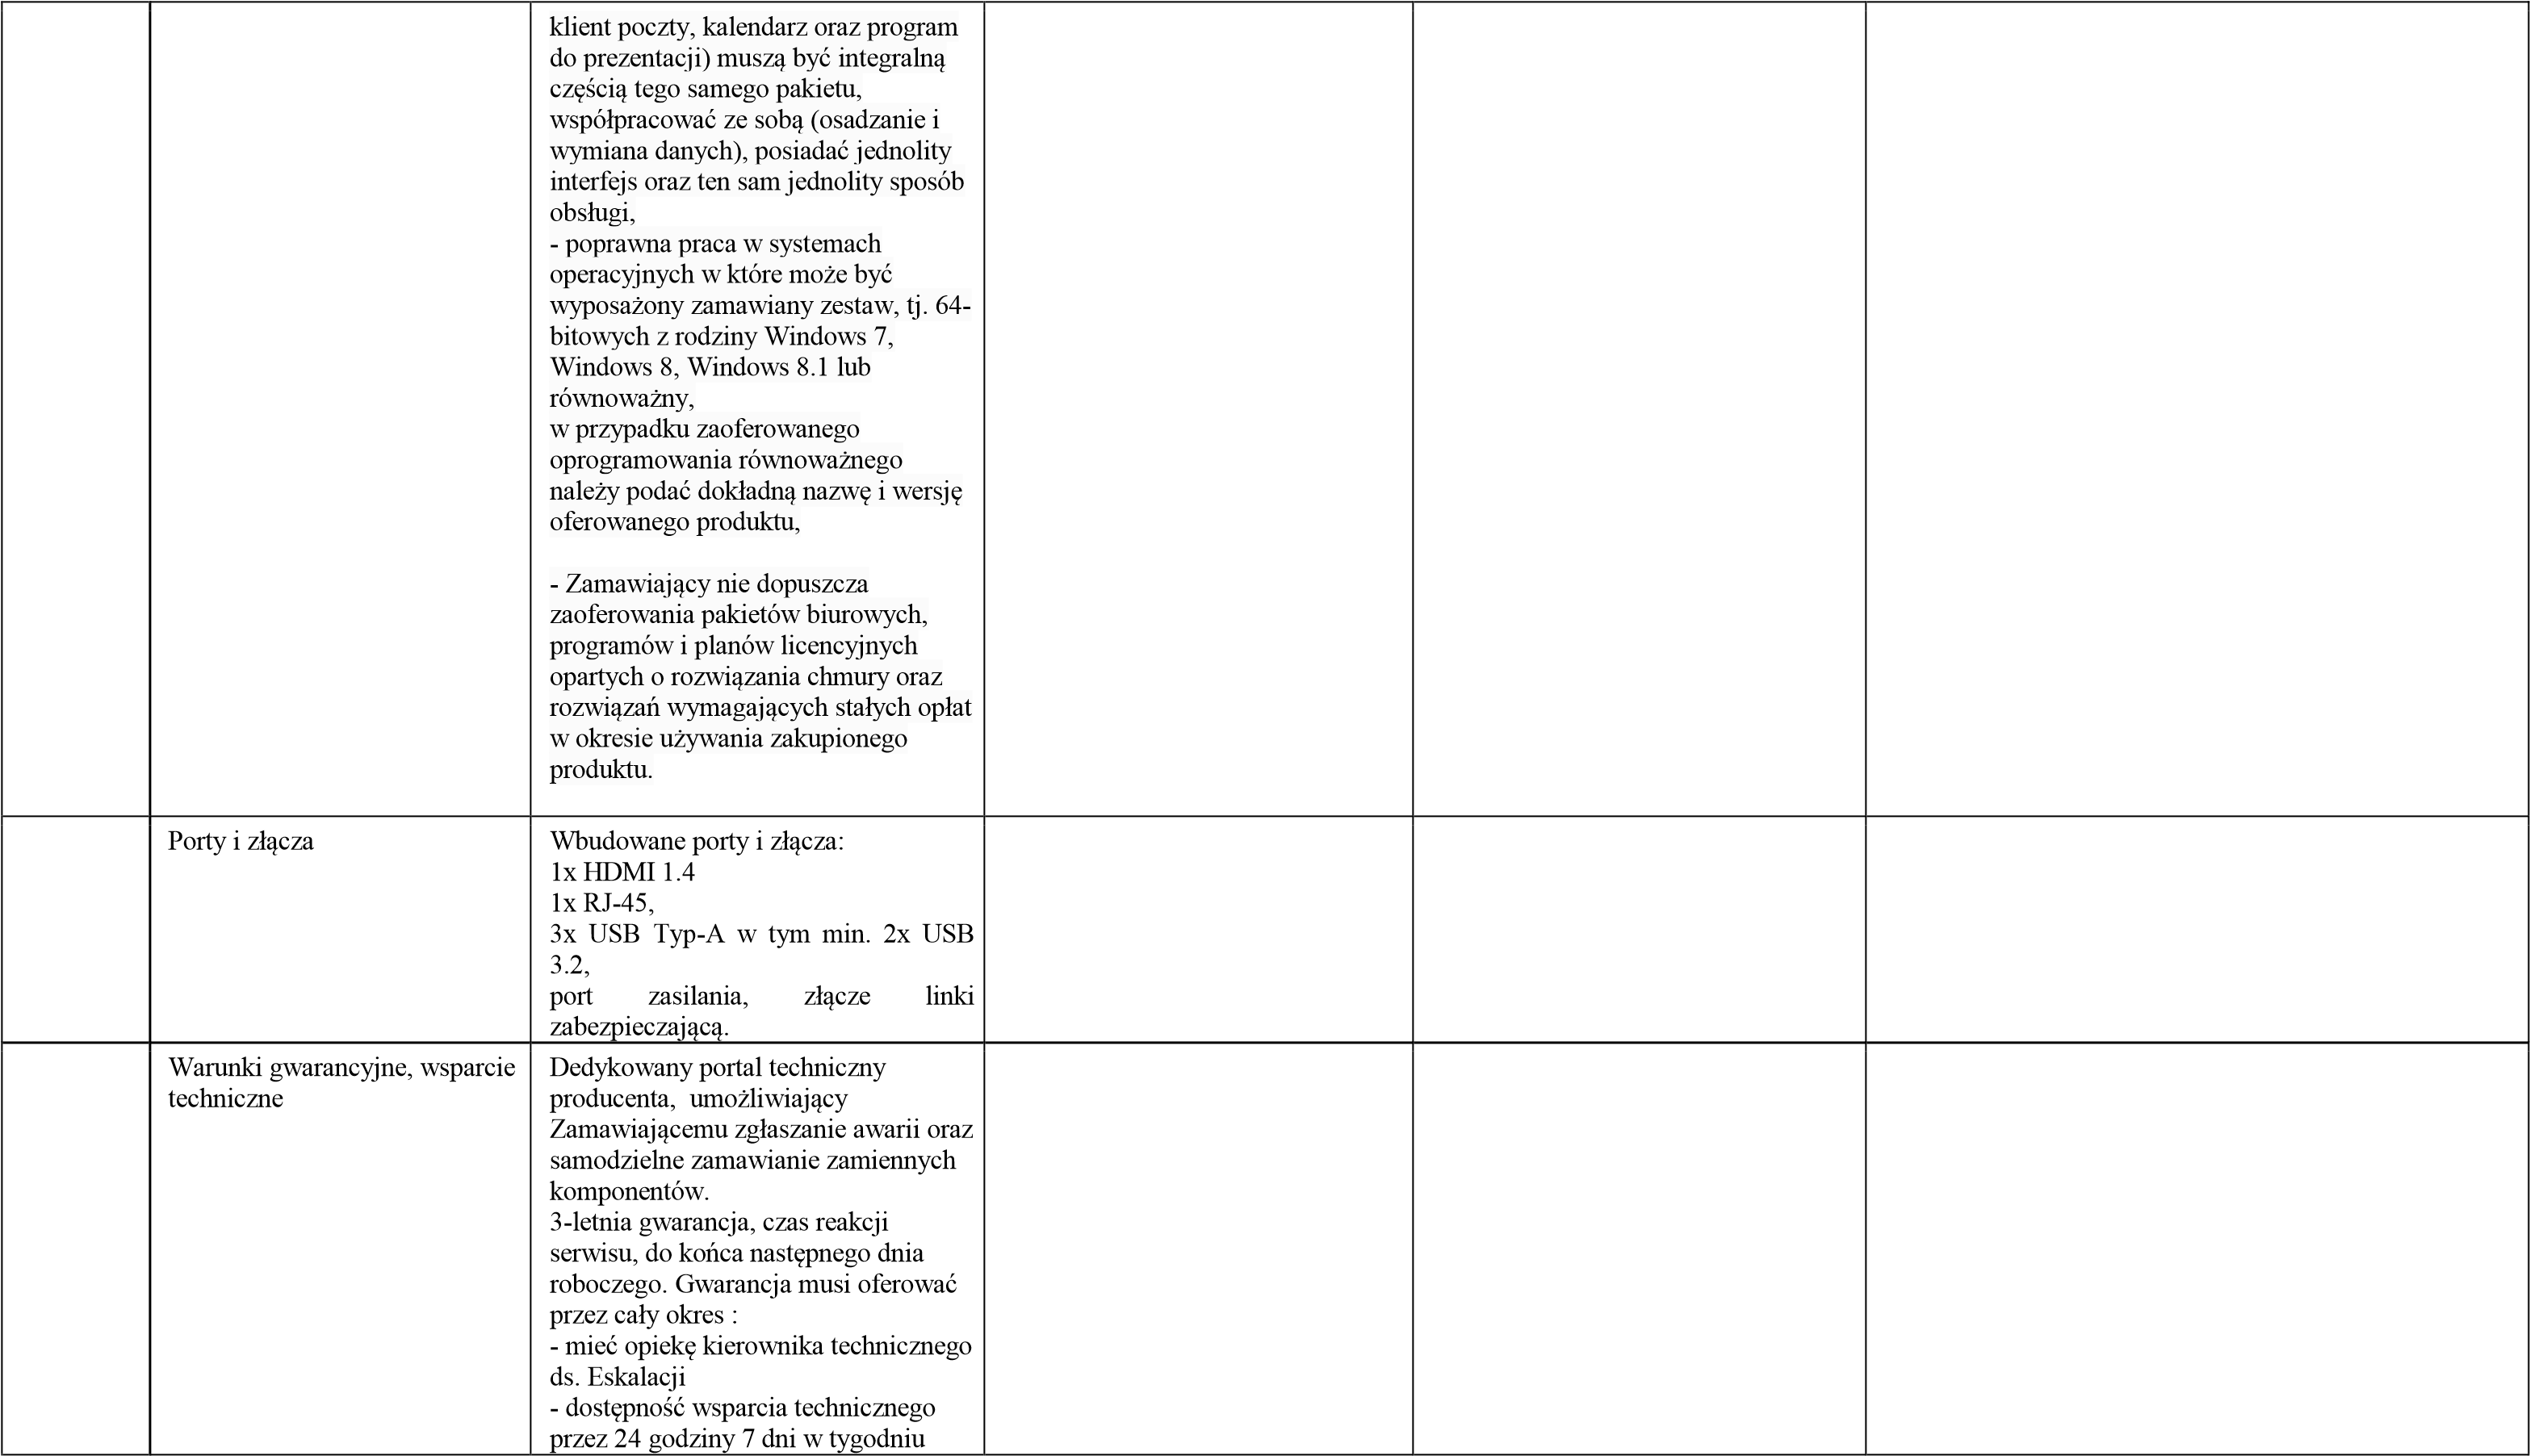 klient poczty, kalendarz oraz program
do prezentacji) muszą być integralną
częścią tego samego pakietu,
współpracować ze sobą (osadzanie i
wymiana danych), posiadać jednolity
interfejs oraz ten sam jednolity sposób
obsługi,
- poprawna praca w systemach
operacyjnych w które może być
wyposażony zamawiany zestaw, tj. 64-
bitowych z rodziny Windows 7,
Windows 8, Windows 8.1 lub
równoważny,
w przypadku zaoferowanego
oprogramowania równoważnego
należy podać dokładną nazwę i wersję
oferowanego produktu,
- Zamawiający nie dopuszcza
zaoferowania pakietów biurowych,
programów i planów licencyjnych
opartych o rozwiązania chmury oraz
rozwiązań wymagających stałych opłat
w okresie używania zakupionego
produktu.
Porty i złącza
Wbudowane porty i złącza:
1x HDMI 1.4
1x RJ-45,
3x USB Typ-A w tym min. 2x USB
3.2,
port zasilania, złącze linki
zabezpieczającą.
Warunki gwarancyjne, wsparcie
techniczne
Dedykowany portal techniczny
producenta,  umożliwiający
Zamawiającemu zgłaszanie awarii oraz
samodzielne zamawianie zamiennych
komponentów.
3-letnia gwarancja, czas reakcji
serwisu, do końca następnego dnia
roboczego. Gwarancja musi oferować
przez cały okres :
- mieć opiekę kierownika technicznego
ds. Eskalacji
- dostępność wsparcia technicznego
przez 24 godziny 7 dni w tygodniu